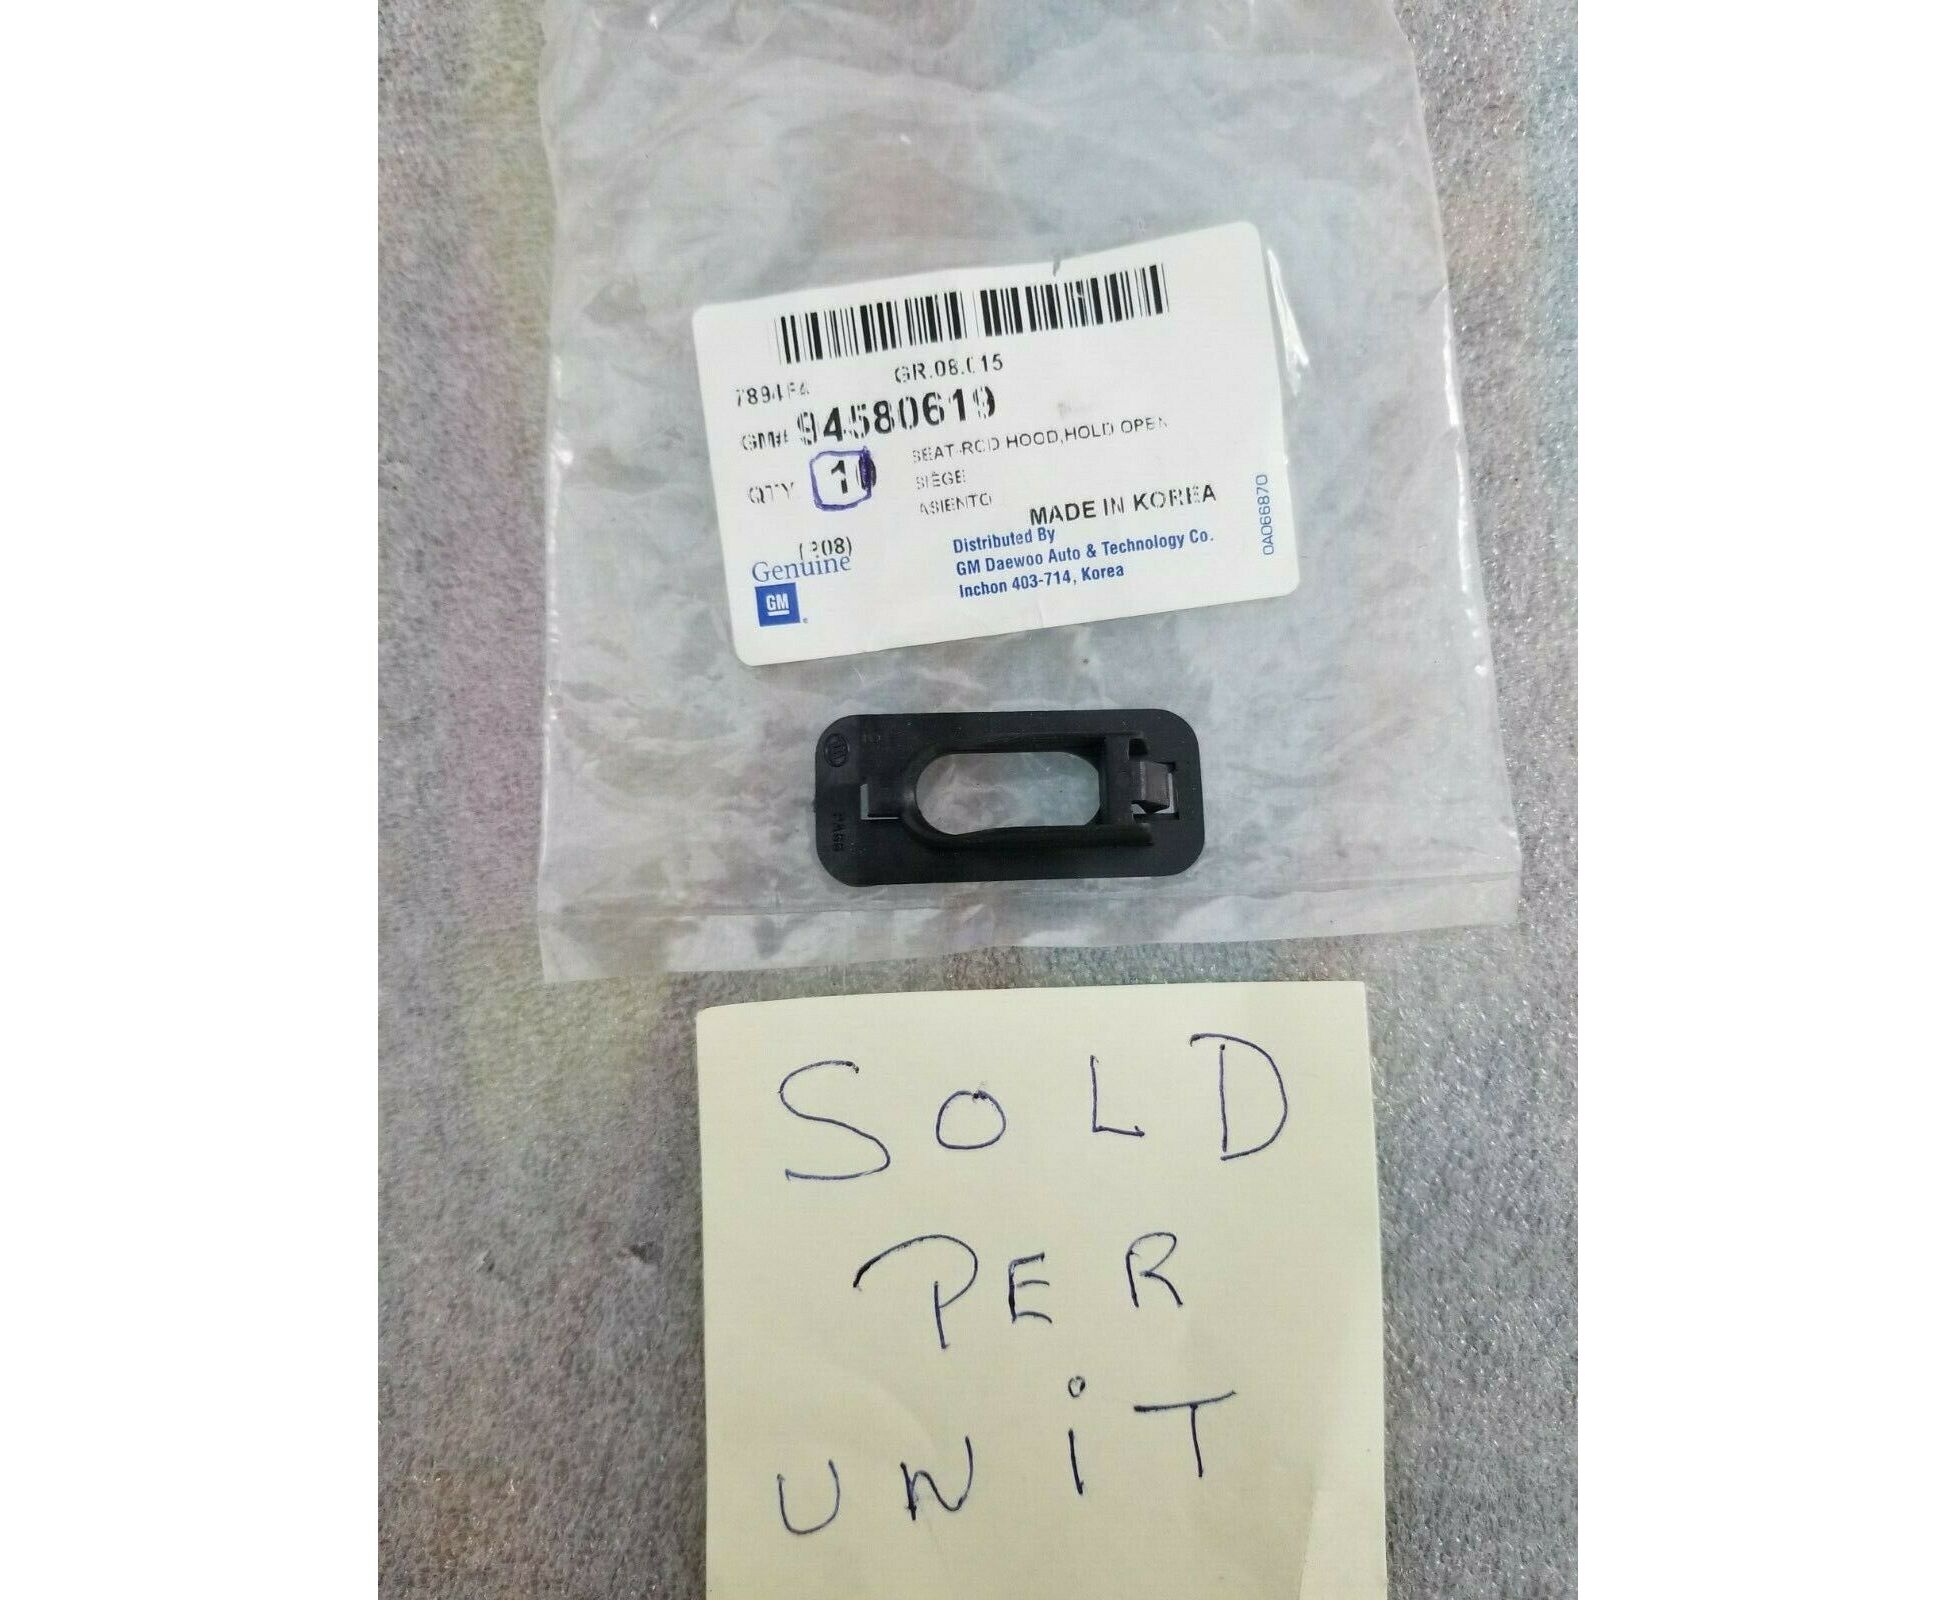 GR.08.015
GM# 94580619
SEAT-ROD HOOD,HOLD OPEN
QTY 10
SIÈGE
ASIENTO
MADE IN KOREA
Genuine
GM
Distributed By
GM Daewoo Auto & Technology Co.
Inchon 403-714, Korea
0A066870
>PA66<
SOLD
PER
UNiT